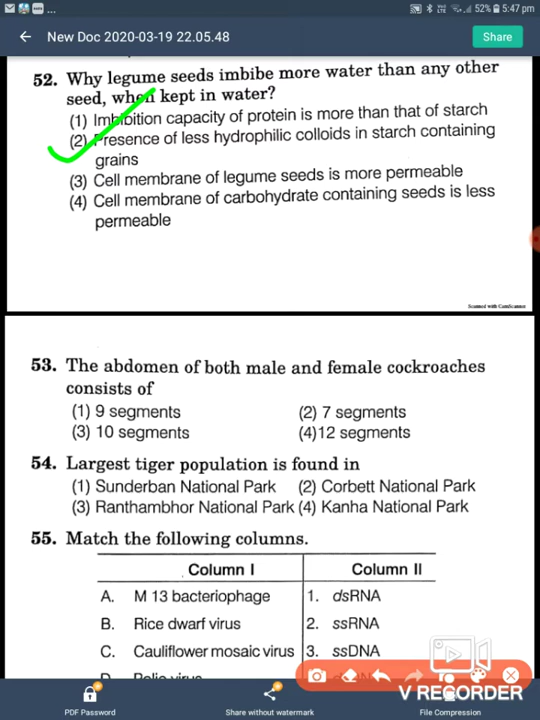 ... 52% 5:47 pm
← New Doc 2020-03-19 22.05.48 Share
52. Why legume seeds imbibe more water than any other
seed, when kept in water?
(1) Imbibition capacity of protein is more than that of starch
(2) Presence of less hydrophilic colloids in starch containing
grains
(3) Cell membrane of legume seeds is more permeable
(4) Cell membrane of carbohydrate containing seeds is less
permeable
Scanned with CamScanner
53. The abdomen of both male and female cockroaches
consists of
(1) 9 segments (2) 7 segments
(3) 10 segments (4)12 segments
54. Largest tiger population is found in
(1) Sunderban National Park (2) Corbett National Park
(3) Ranthambhor National Park (4) Kanha National Park
55. Match the following columns.
Column I Column II
A. M 13 bacteriophage 1. dsRNA
B. Rice dwarf virus 2. ssRNA
C. Cauliflower mosaic virus 3. ssDNA
D. Polio virus
V RECORDER
PDF Password Share without watermark File Compression